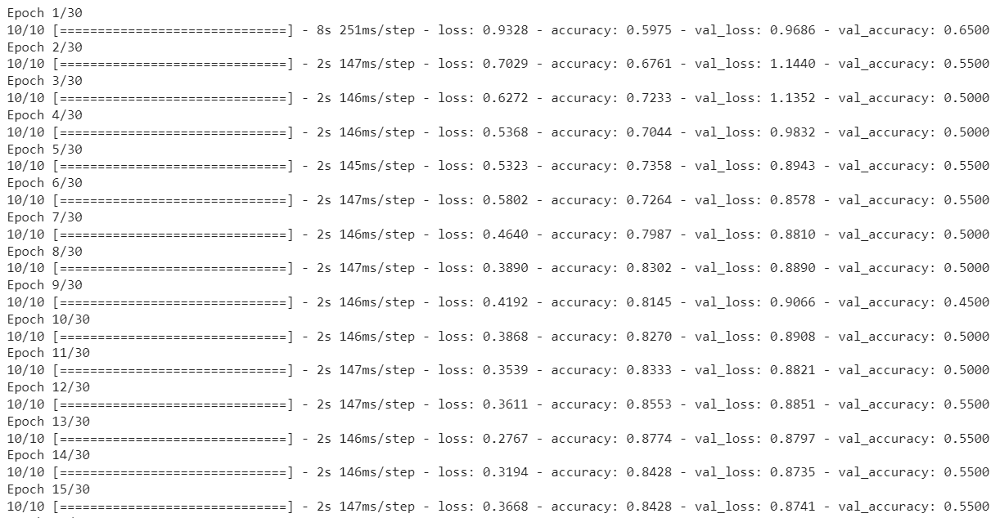 Epoch 1/30
10/10 [==============================] - 8s 251ms/step - loss: 0.9328 - accuracy: 0.5975 - val_loss: 0.9686 - val_accuracy: 0.6500
Epoch 2/30
10/10 [==============================] - 2s 147ms/step - loss: 0.7029 - accuracy: 0.6761 - val_loss: 1.1440 - val_accuracy: 0.5500
Epoch 3/30
10/10 [==============================] - 2s 146ms/step - loss: 0.6272 - accuracy: 0.7233 - val_loss: 1.1352 - val_accuracy: 0.5000
Epoch 4/30
10/10 [==============================] - 2s 146ms/step - loss: 0.5368 - accuracy: 0.7044 - val_loss: 0.9832 - val_accuracy: 0.5000
Epoch 5/30
10/10 [==============================] - 2s 145ms/step - loss: 0.5323 - accuracy: 0.7358 - val_loss: 0.8943 - val_accuracy: 0.5500
Epoch 6/30
10/10 [==============================] - 2s 147ms/step - loss: 0.5802 - accuracy: 0.7264 - val_loss: 0.8578 - val_accuracy: 0.5500
Epoch 7/30
10/10 [==============================] - 2s 146ms/step - loss: 0.4640 - accuracy: 0.7987 - val_loss: 0.8810 - val_accuracy: 0.5000
Epoch 8/30
10/10 [==============================] - 2s 147ms/step - loss: 0.3890 - accuracy: 0.8302 - val_loss: 0.8890 - val_accuracy: 0.5000
Epoch 9/30
10/10 [==============================] - 2s 146ms/step - loss: 0.4192 - accuracy: 0.8145 - val_loss: 0.9066 - val_accuracy: 0.4500
Epoch 10/30
10/10 [==============================] - 2s 146ms/step - loss: 0.3868 - accuracy: 0.8270 - val_loss: 0.8908 - val_accuracy: 0.5000
Epoch 11/30
10/10 [==============================] - 2s 147ms/step - loss: 0.3539 - accuracy: 0.8333 - val_loss: 0.8821 - val_accuracy: 0.5000
Epoch 12/30
10/10 [==============================] - 2s 147ms/step - loss: 0.3611 - accuracy: 0.8553 - val_loss: 0.8851 - val_accuracy: 0.5500
Epoch 13/30
10/10 [==============================] - 2s 146ms/step - loss: 0.2767 - accuracy: 0.8774 - val_loss: 0.8797 - val_accuracy: 0.5500
Epoch 14/30
10/10 [==============================] - 2s 146ms/step - loss: 0.3194 - accuracy: 0.8428 - val_loss: 0.8735 - val_accuracy: 0.5500
Epoch 15/30
10/10 [==============================] - 2s 147ms/step - loss: 0.3668 - accuracy: 0.8428 - val_loss: 0.8741 - val_accuracy: 0.5500